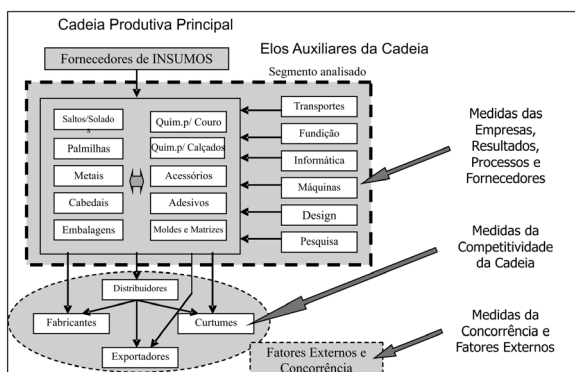 Cadeia Produtiva Principal
Fornecedores de INSUMOS
Elos Auxiliares da Cadeia
Segmento analisado
Saltos/Solado
s
Palmilhas
Metais
Cabedais
Embalagens
Quím.p/ Couro
Quím.p/ Calçados
Acessórios
Adesivos
Moldes e Matrizes
Transportes
Fundição
Informática
Máquinas
Design
Pesquisa
Medidas das
Empresas,
Resultados,
Processos e
Fornecedores
Distribuidores
Fabricantes
Curtumes
Exportadores
Medidas da
Competitividade
da Cadeia
Fatores Externos e
Concorrência
Medidas da
Concorrência e
Fatores Externos